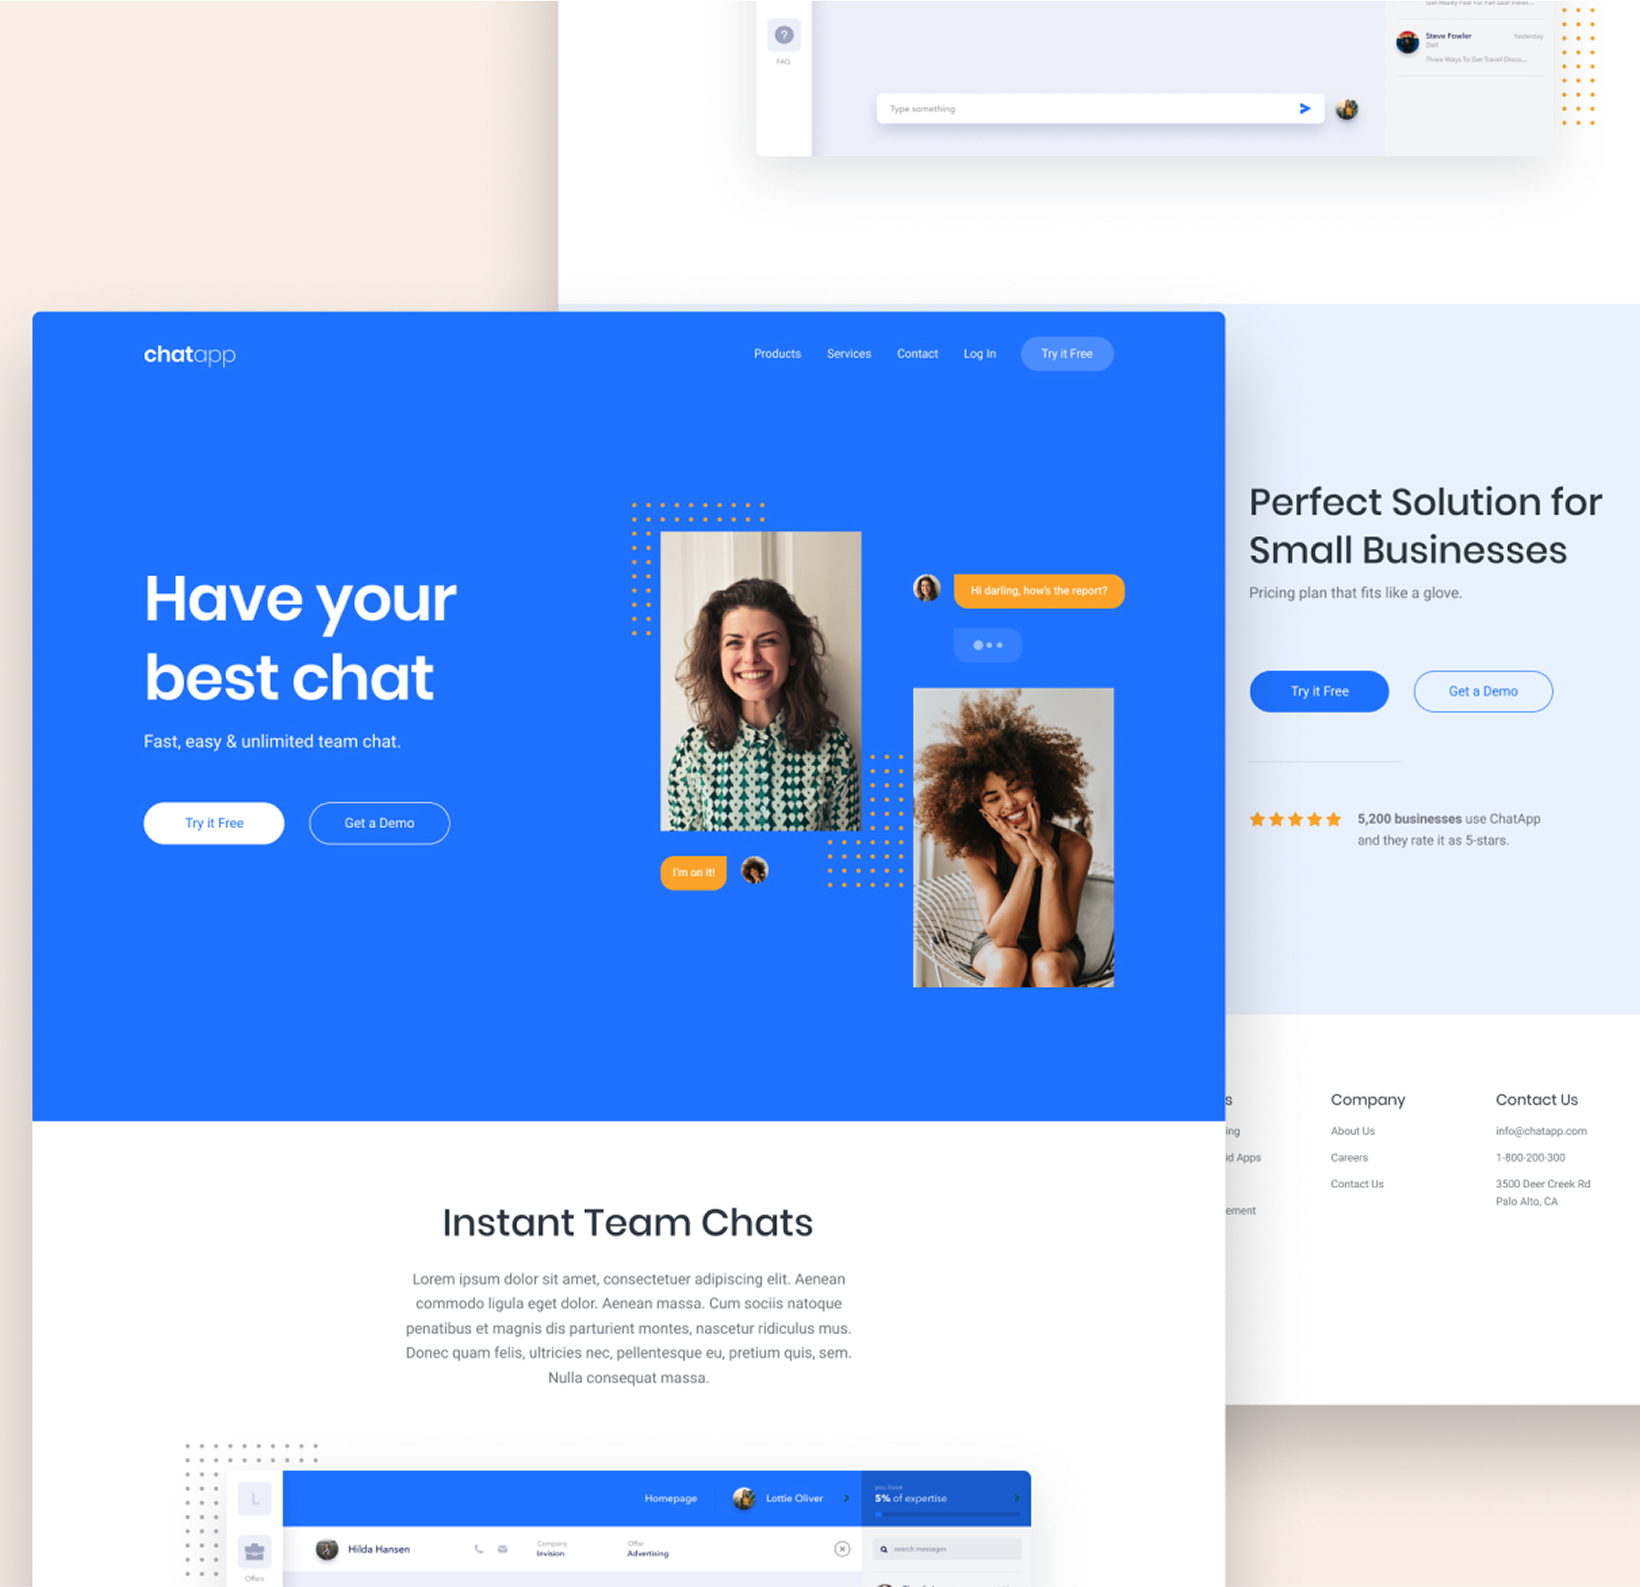 Get Ready Fast For Fall Leaf Views...
Steve Fowler
Yesterday
Dell
Three Ways To Get Travel Disco...
FAQ
Type something
chatapp
Products
Services
Contact
Log In
Try it Free
Have your
best chat
Fast, easy & unlimited team chat.
Try it Free
Get a Demo
Hi darling, how's the report?
I'm on it!
Perfect Solution for
Small Businesses
Pricing plan that fits like a glove.
Try it Free
Get a Demo
5,200 businesses use ChatApp
and they rate it as 5-stars.
s
ing
id Apps
ement
Company
About Us
Careers
Contact Us
Contact Us
info@chatapp.com
1-800-200-300
3500 Deer Creek Rd
Palo Alto, CA
Instant Team Chats
Lorem ipsum dolor sit amet, consectetuer adipiscing elit. Aenean
commodo ligula eget dolor. Aenean massa. Cum sociis natoque
penatibus et magnis dis parturient montes, nascetur ridiculus mus.
Donec quam felis, ultricies nec, pellentesque eu, pretium quis, sem.
Nulla consequat massa.
L
Homepage
Lottie Oliver
you have
5% of expertise
Offers
Hilda Hansen
Company
Invision
Offer
Advertising
search messages